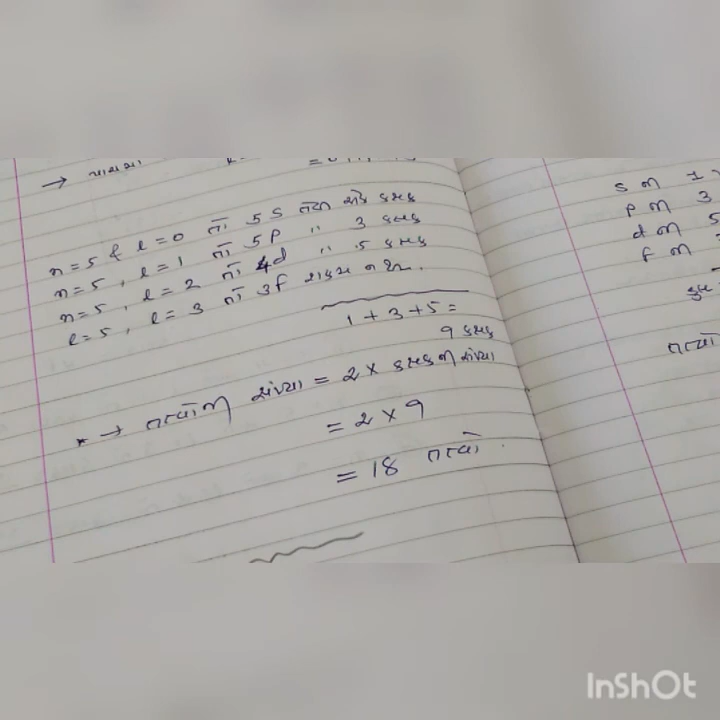 →
n=5 & l=0 તો 5s કક્ષક
n=5, l=1 તો 5p " 3 કક્ષક
n=5, l=2 તો 4d " 5 કક્ષક
l=5, l=3 તો 3f શક્ય નથી.
1+3+5=
9 કક્ષક
* → તત્વોની સંખ્યા = 2 × કક્ષકની સંખ્યા
= 2 × 9
= 18 તત્વો.
s ની 1
p ની 3
d ની 5
f ની
તત્વો
InShOt